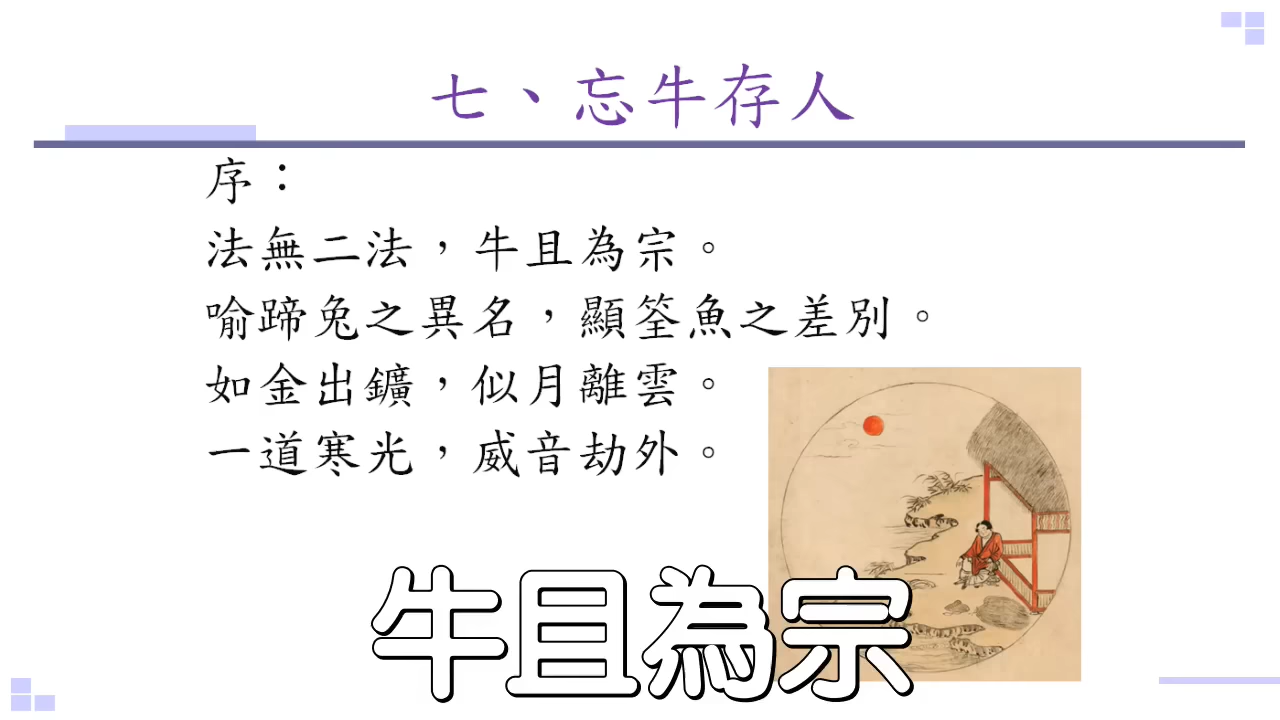 七、忘牛存人
序：
法無二法，牛且為宗。
喻蹄兔之異名，顯筌魚之差別。
如金出鑛，似月離雲。
一道寒光，威音劫外。
牛且為宗